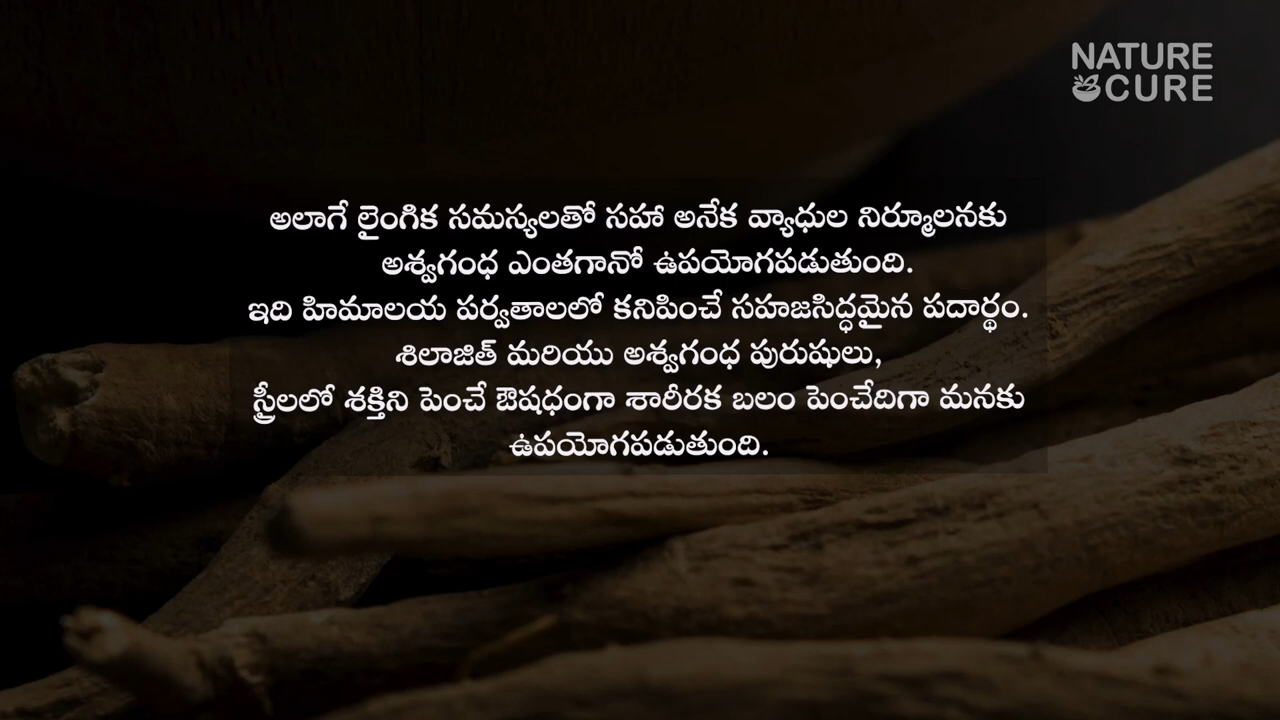 NATURE
CURE
అలాగే లైంగిక సమస్యలతో సహా అనేక వ్యాధుల నిర్మూలనకు
అశ్వగంధ ఎంతగానో ఉపయోగపడుతుంది.
ఇది హిమాలయ పర్వతాలలో కనిపించే సహజసిద్ధమైన పదార్థం.
శిలాజిత్ మరియు అశ్వగంధ పురుషులు,
స్త్రీలలో శక్తిని పెంచే ఔషధంగా శారీరక బలం పెంచేదిగా మనకు
ఉపయోగపడుతుంది.